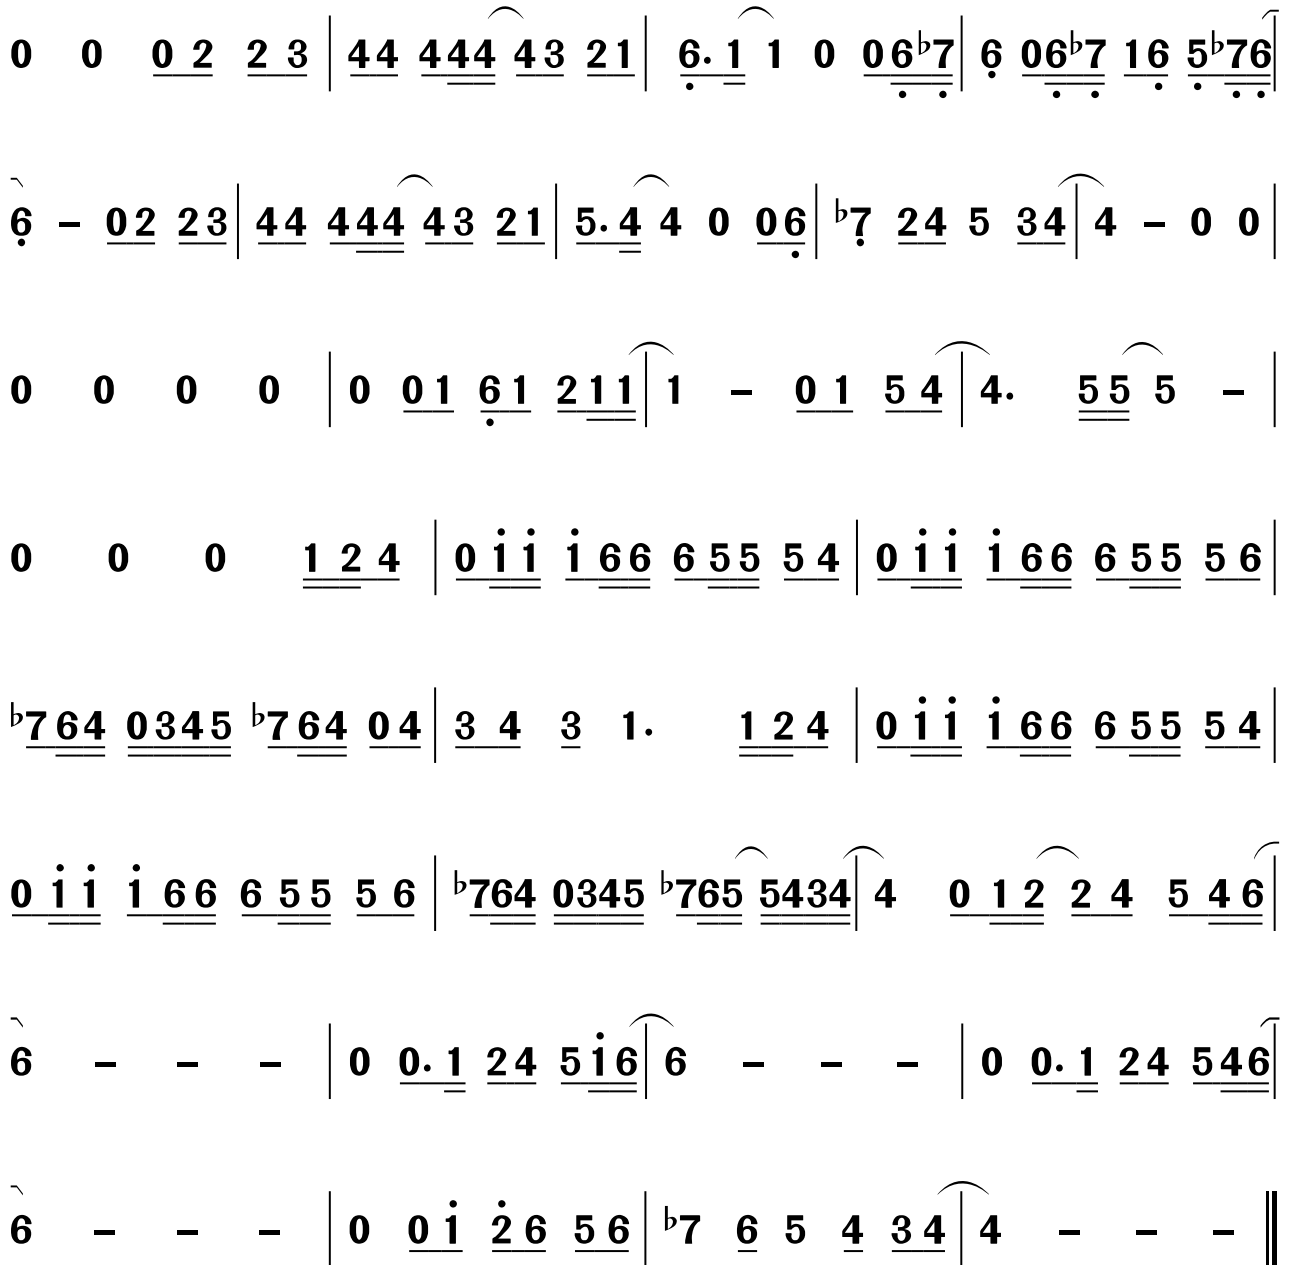 0 0 0 2 2 3 | 4 4 4 4 4 4 3 2 1 | 6̣ . 1 1 0 0 6̣ ♭7̣ | 6̣ 0 6̣ ♭7̣ 1 6̣ 5̣ ♭7̣ 6̣ |
6̣ – 0 2 2 3 | 4 4 4 4 4 4 3 2 1 | 5 . 4 4 0 0 6̣ | ♭7̣ 2 4 5 3 4 | 4 – 0 0 |
0 0 0 0 | 0 0 1 6̣ 1 2 1 1 | 1 – 0 1 5 4 | 4 . 5 5 5 – |
0 0 0 1 2 4 | 0 1̇ 1̇ 1̇ 6 6 6 5 5 5 4 | 0 1̇ 1̇ 1̇ 6 6 6 5 5 5 6 |
♭7 6 4 0 3 4 5 ♭7 6 4 0 4 | 3 4 3 1 . 1 2 4 | 0 1̇ 1̇ 1̇ 6 6 6 5 5 5 4 |
0 1̇ 1̇ 1̇ 6 6 6 5 5 5 6 | ♭7 6 4 0 3 4 5 ♭7 6 5 5 4 3 4 | 4 0 1 2 2 4 5 4 6 |
6 – – – | 0 0 . 1 2 4 5 1̇ 6 | 6 – – – | 0 0 . 1 2 4 5 4 6 |
6 – – – | 0 0 1̇ 2̇ 6 5 6 | ♭7 6 5 4 3 4 | 4 – – – ‖